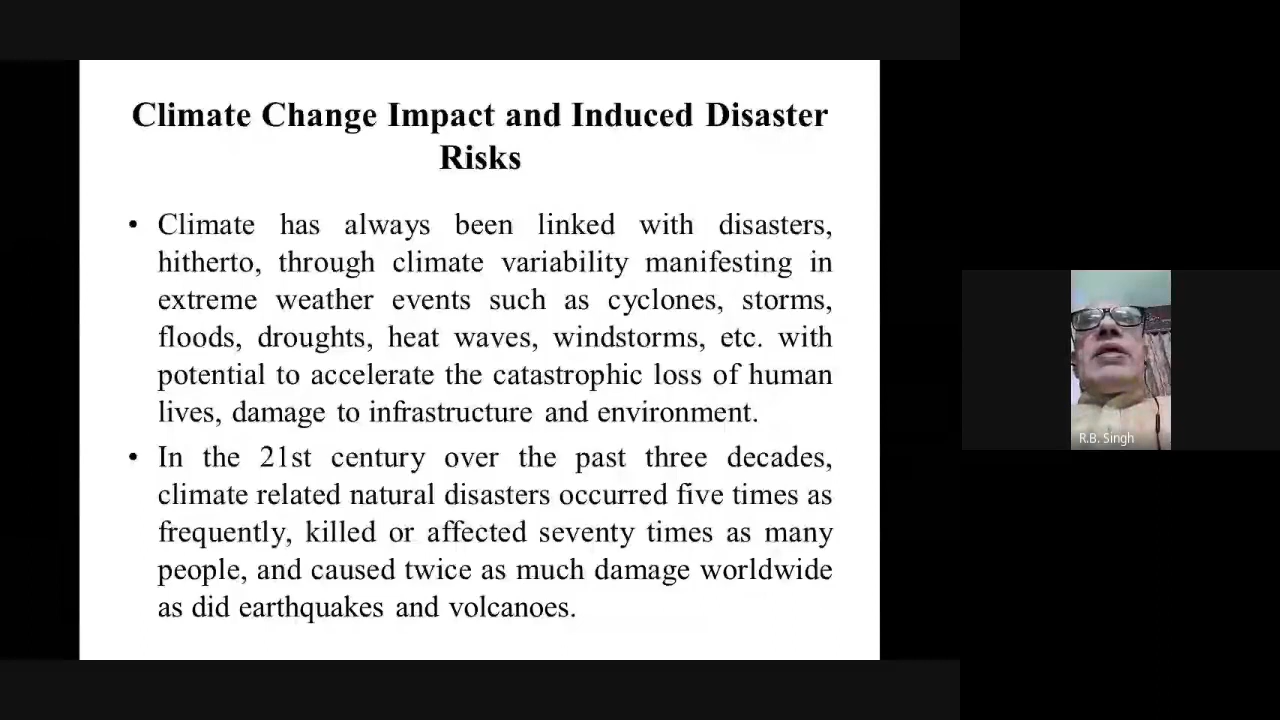 Climate Change Impact and Induced Disaster
Risks
• Climate has always been linked with disasters,
hitherto, through climate variability manifesting in
extreme weather events such as cyclones, storms,
floods, droughts, heat waves, windstorms, etc. with
potential to accelerate the catastrophic loss of human
lives, damage to infrastructure and environment.
• In the 21st century over the past three decades,
climate related natural disasters occurred five times as
frequently, killed or affected seventy times as many
people, and caused twice as much damage worldwide
as did earthquakes and volcanoes.
R.B. Singh